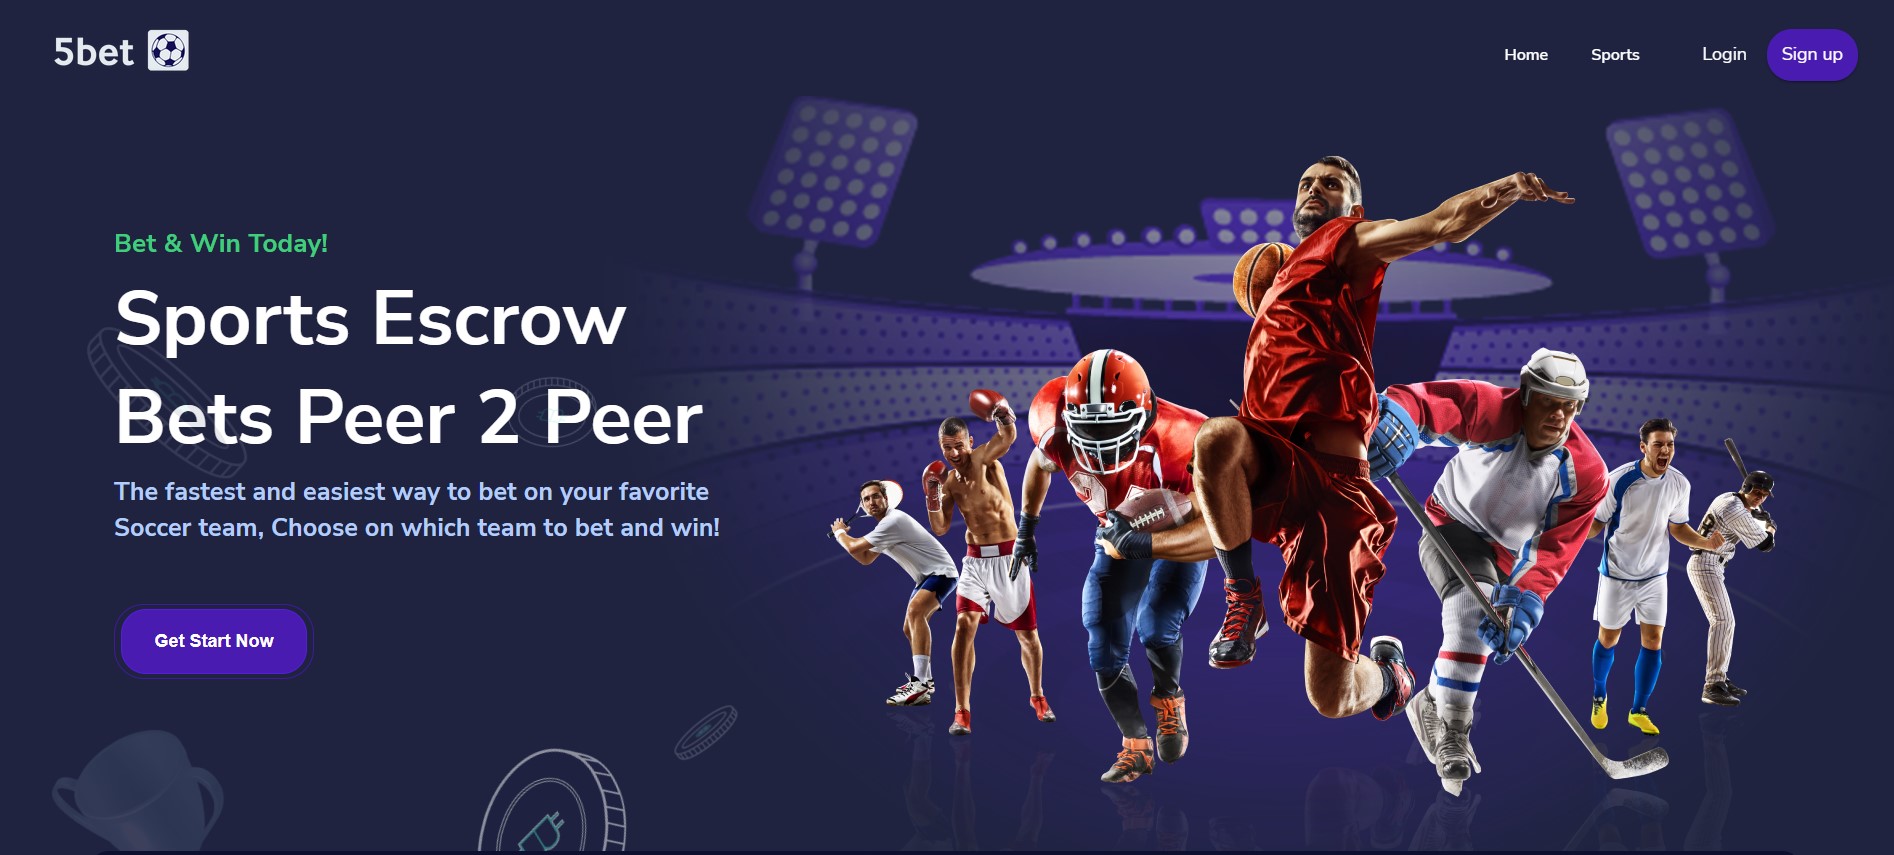 5bet
Home Sports Login Sign up
Bet & Win Today!
Sports Escrow
Bets Peer 2 Peer
The fastest and easiest way to bet on your favorite
Soccer team, Choose on which team to bet and win!
Get Start Now